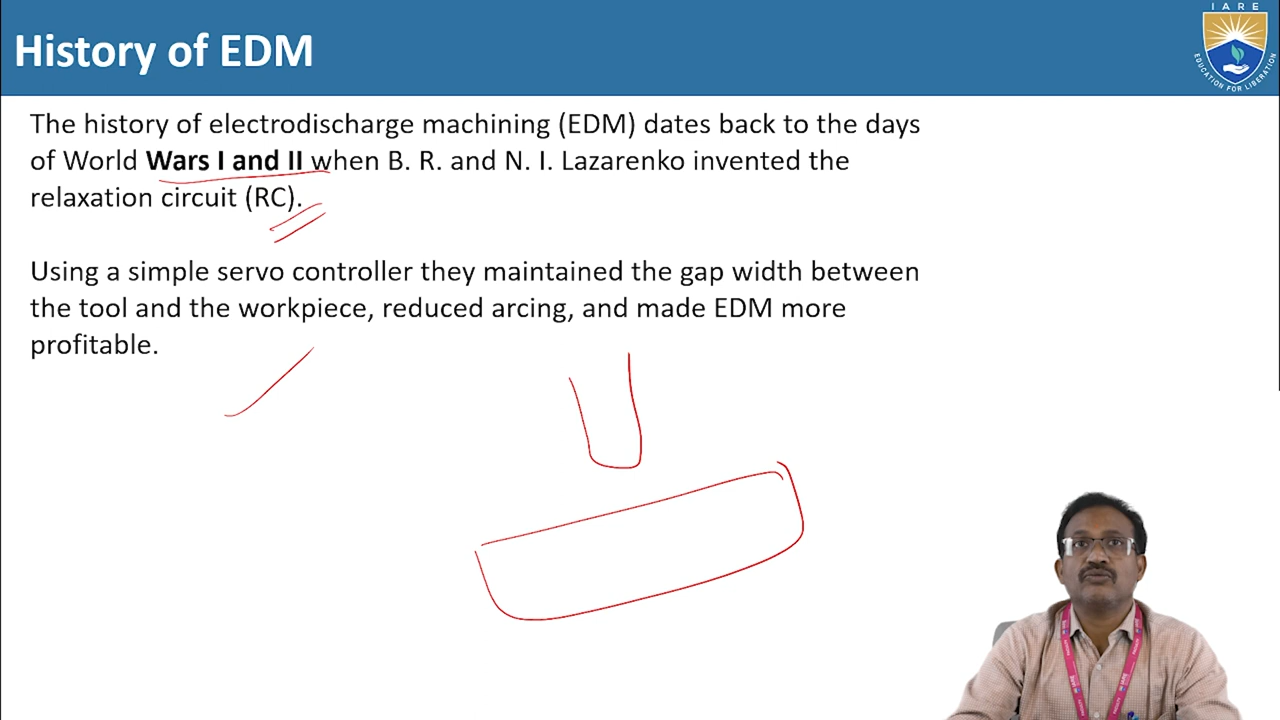 History of EDM
IARE
EDUCATION FOR LIBERATION
The history of electrodischarge machining (EDM) dates back to the days
of World Wars I and II when B. R. and N. I. Lazarenko invented the
relaxation circuit (RC).
Using a simple servo controller they maintained the gap width between
the tool and the workpiece, reduced arcing, and made EDM more
profitable.